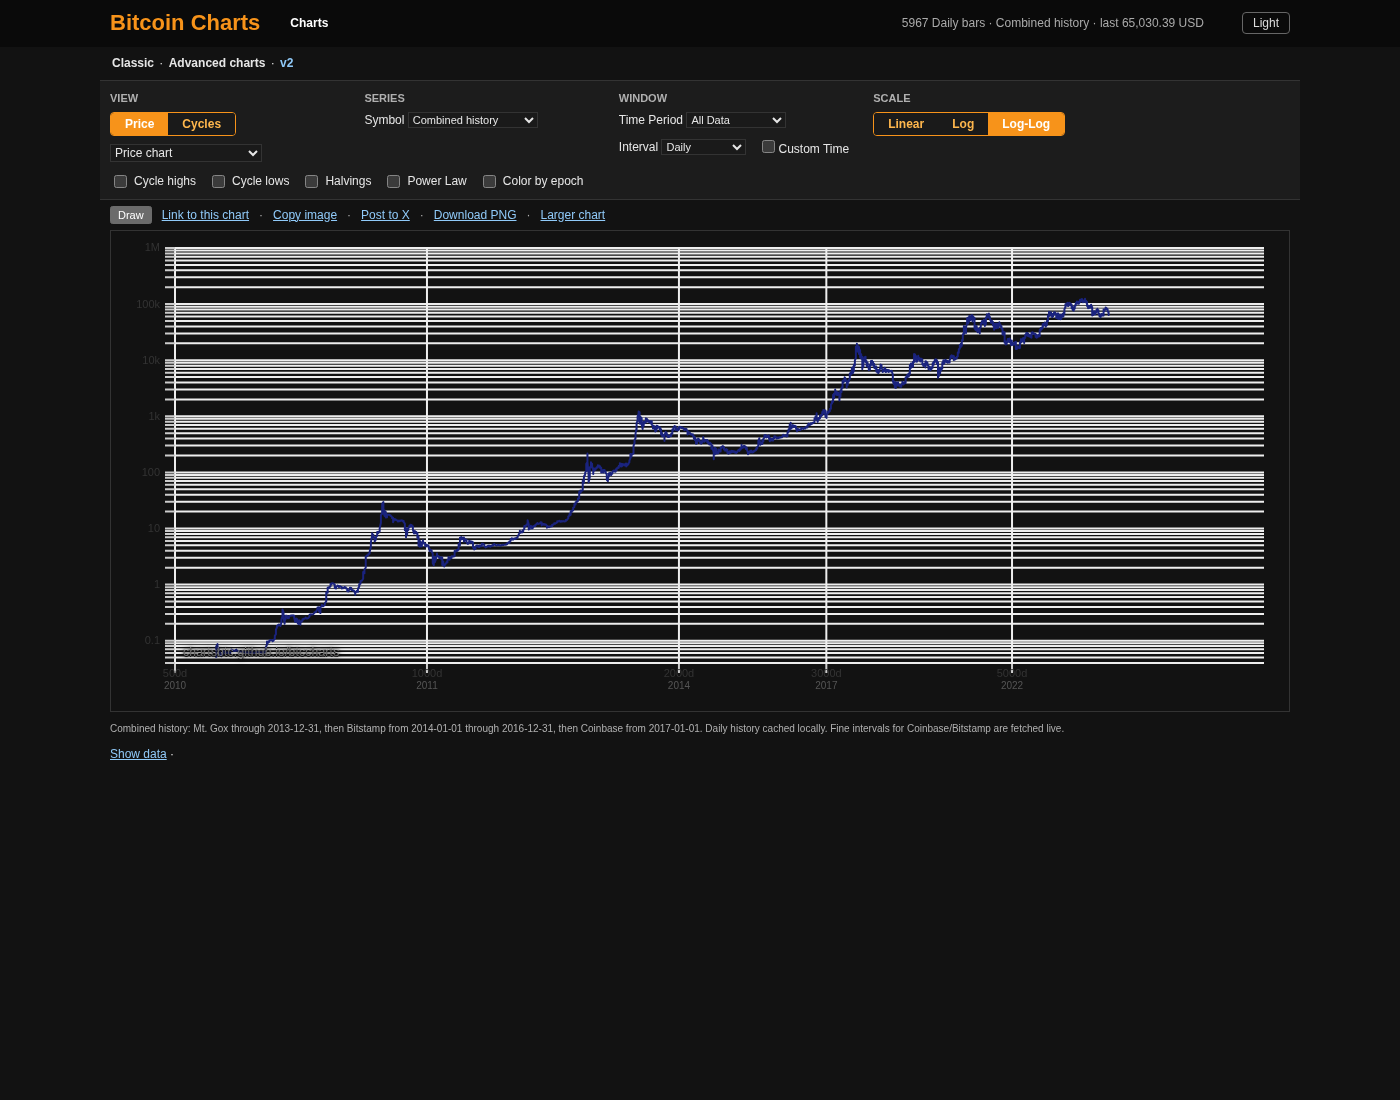 Bitcoin Charts Charts 5967 Daily bars · Combined history · last 65,030.39 USD Light
Classic · Advanced charts · v2
VIEW SERIES WINDOW SCALE
Price Cycles Symbol Combined history Time Period All Data Linear Log Log-Log
Price chart Interval Daily Custom Time
Cycle highs Cycle lows Halvings Power Law Color by epoch
Draw Link to this chart · Copy image · Post to X · Download PNG · Larger chart
1M
100k
10k
1k
100
10
1
0.1
500d 1000d 2000d 3000d 5000d
2010 2011 2014 2017 2022
Combined history: Mt. Gox through 2013-12-31, then Bitstamp from 2014-01-01 through 2016-12-31, then Coinbase from 2017-01-01. Daily history cached locally. Fine intervals for Coinbase/Bitstamp are fetched live.
Show data ·